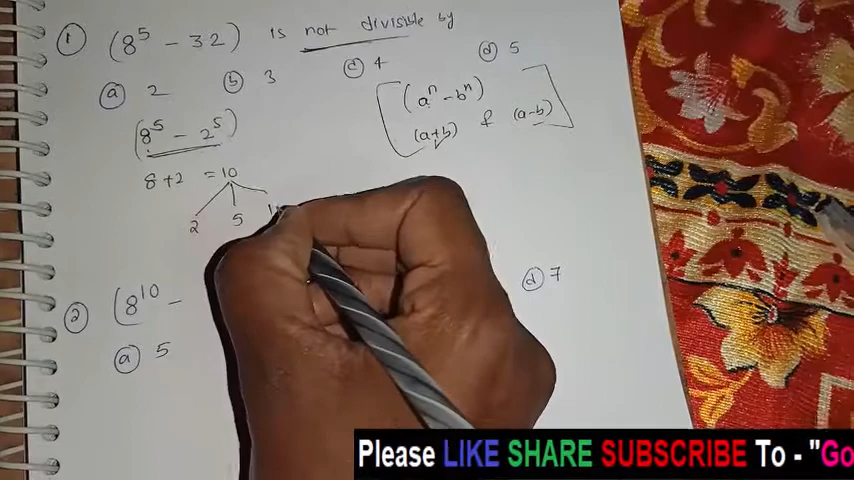 ① (8⁵ - 32) is not divisible by
ⓐ 2 ⓑ 3 ⓒ 4 ⓓ 5
(8⁵ - 2⁵) (aⁿ - bⁿ)
(a+b) & (a-b)
8+2 = 10
2 5
② (8¹⁰ -
ⓐ 5 ⓓ 7
Please LIKE SHARE SUBSCRIBE To - "Go